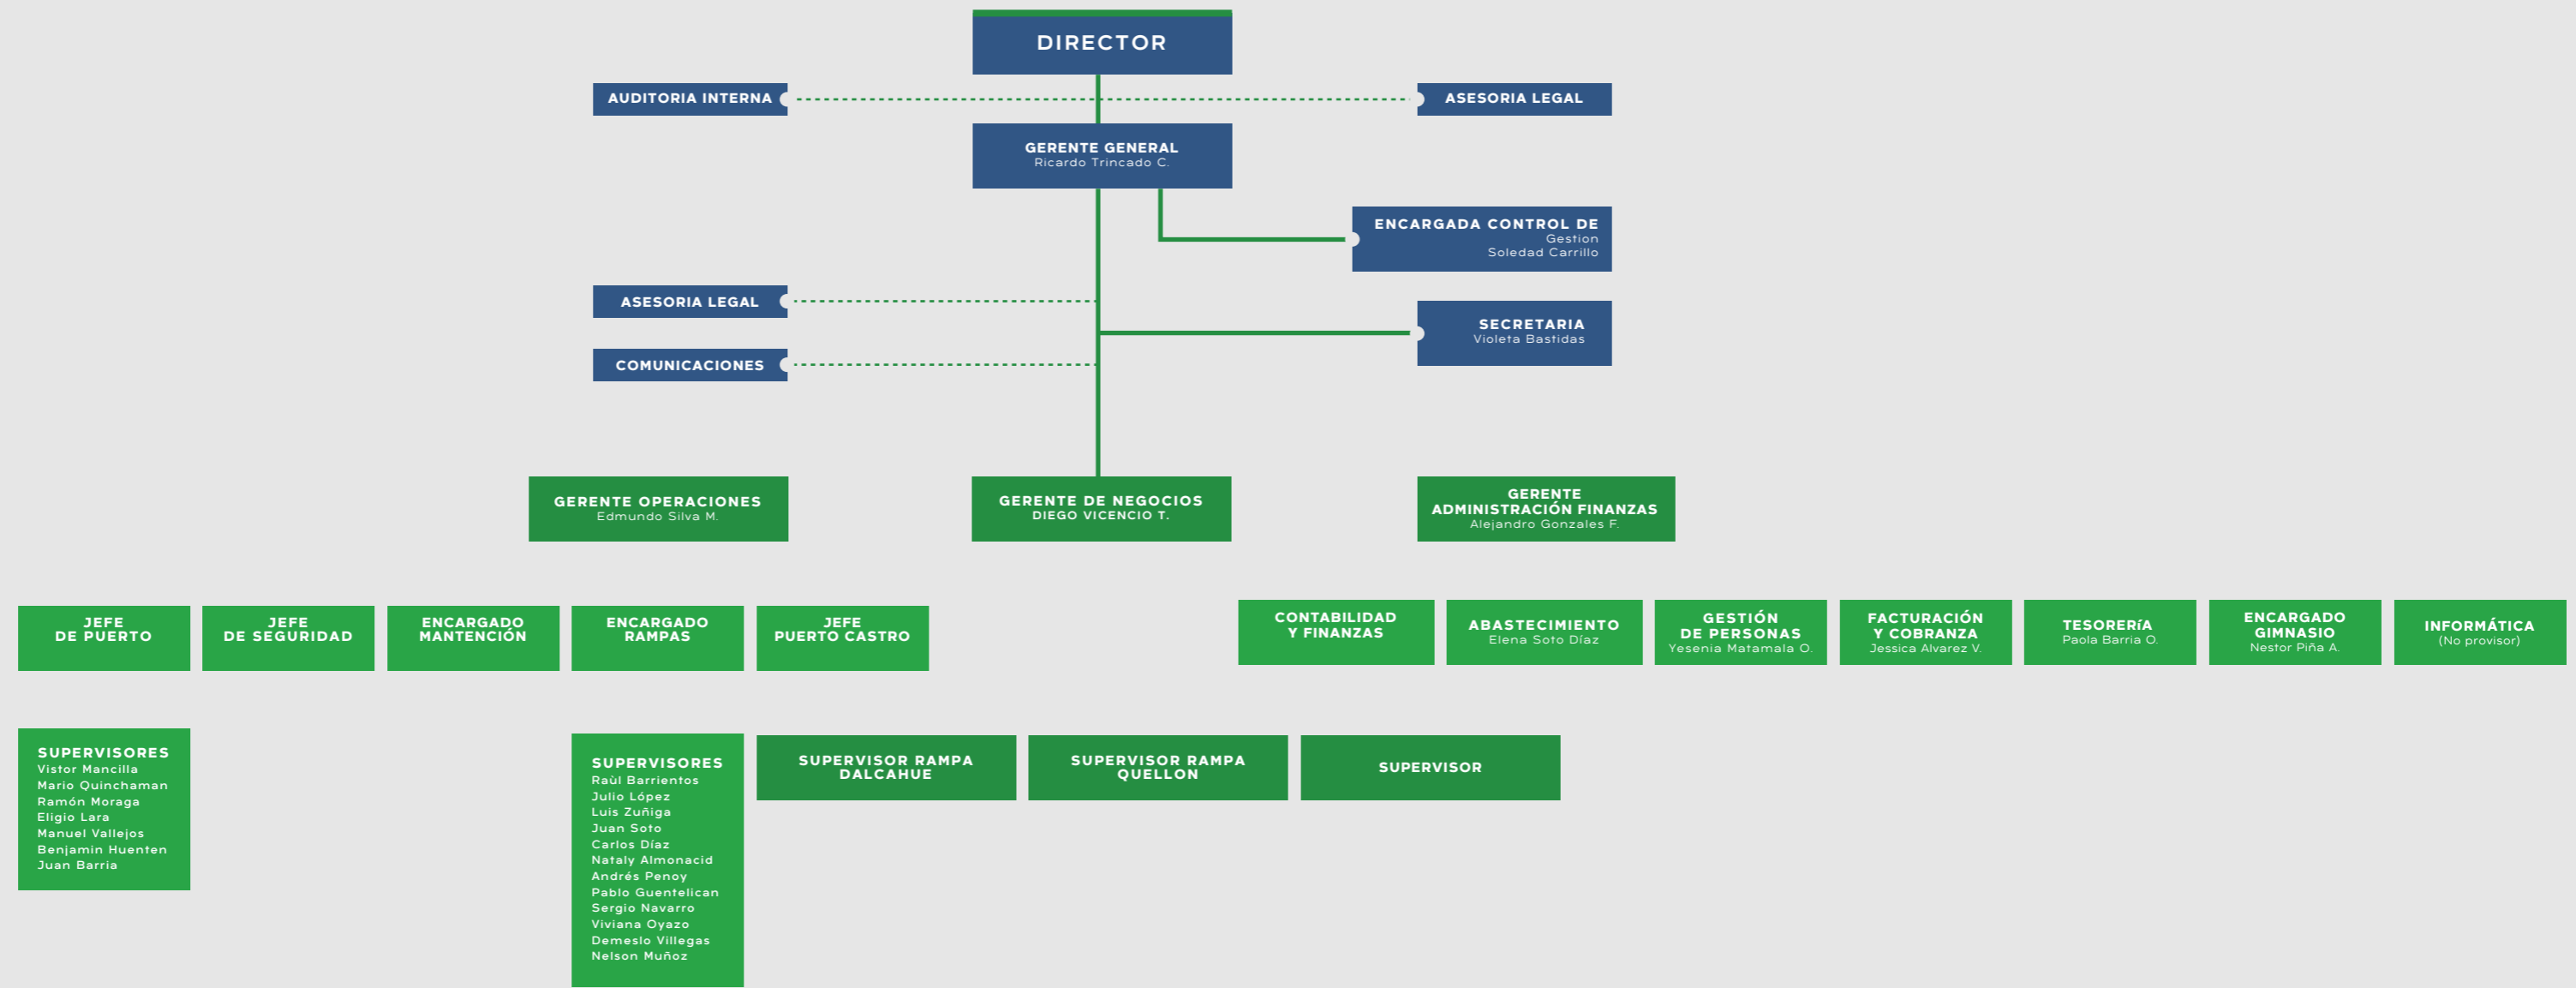 DIRECTOR
AUDITORIA INTERNA
ASESORIA LEGAL
GERENTE GENERAL
Ricardo Trincado C.
ENCARGADA CONTROL DE
Gestion
Soledad Carrillo
ASESORIA LEGAL
SECRETARIA
Violeta Bastidas
COMUNICACIONES
GERENTE OPERACIONES
Edmundo Silva M.
GERENTE DE NEGOCIOS
DIEGO VICENCIO T.
GERENTE
ADMINISTRACIÓN FINANZAS
Alejandro Gonzales F.
JEFE
DE PUERTO
JEFE
DE SEGURIDAD
ENCARGADO
MANTENCIÓN
ENCARGADO
RAMPAS
JEFE
PUERTO CASTRO
CONTABILIDAD
Y FINANZAS
ABASTECIMIENTO
Elena Soto Díaz
GESTIÓN
DE PERSONAS
Yesenia Matamala O.
FACTURACIÓN
Y COBRANZA
Jessica Alvarez V.
TESORERíA
Paola Barria O.
ENCARGADO
GIMNASIO
Nestor Piña A.
INFORMÁTICA
(No provisor)
SUPERVISORES
Vistor Mancilla
Mario Quinchaman
Ramón Moraga
Eligio Lara
Manuel Vallejos
Benjamin Huenten
Juan Barria
SUPERVISORES
Raùl Barrientos
Julio López
Luis Zuñiga
Juan Soto
Carlos Díaz
Nataly Almonacid
Andrés Penoy
Pablo Guentelican
Sergio Navarro
Viviana Oyazo
Demeslo Villegas
Nelson Muñoz
SUPERVISOR RAMPA
DALCAHUE
SUPERVISOR RAMPA
QUELLON
SUPERVISOR